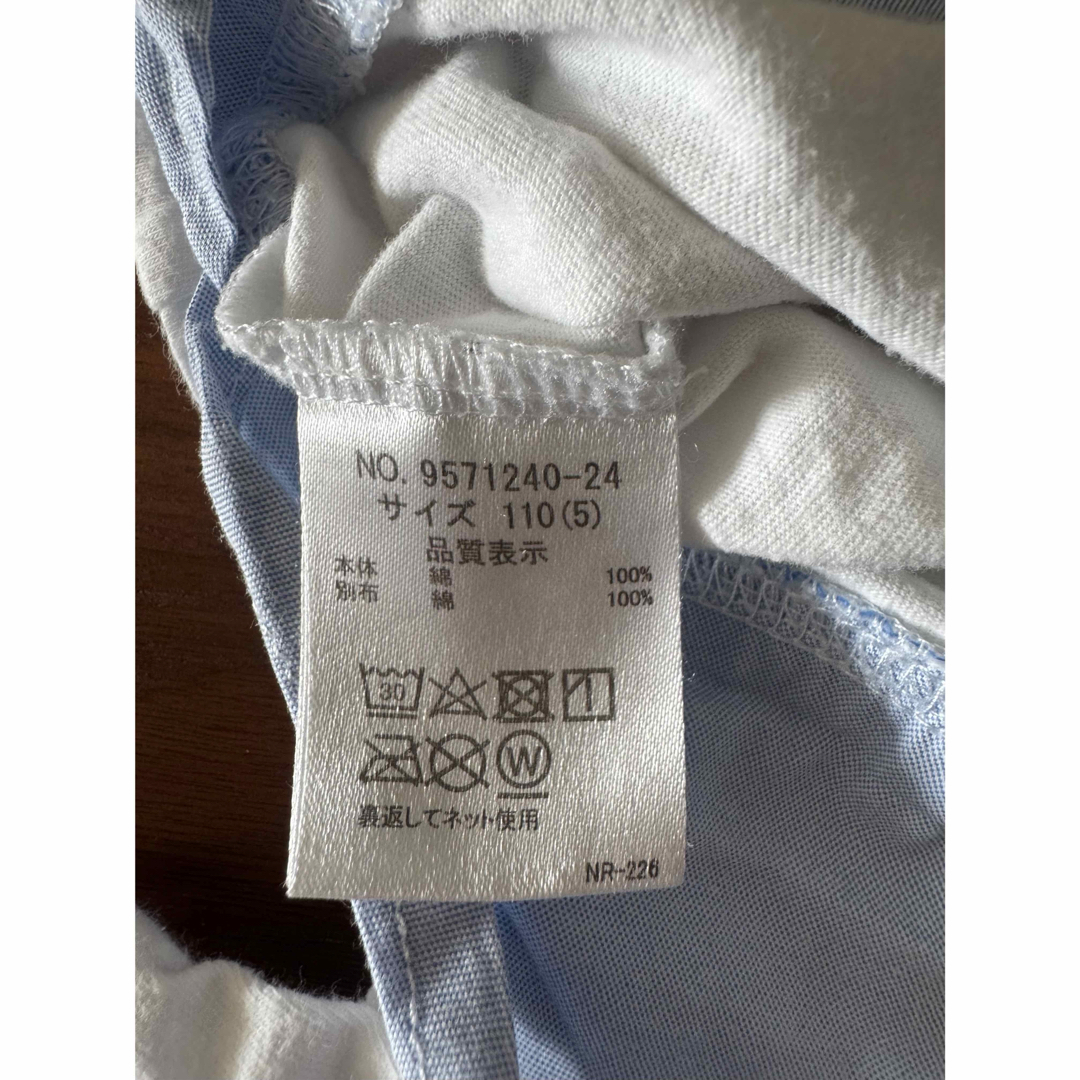 NO. 9571240-24
サイズ 110(5)
品質表示
本体 綿 100%
別布 綿 100%
30
W
裏返してネット使用
NR-226